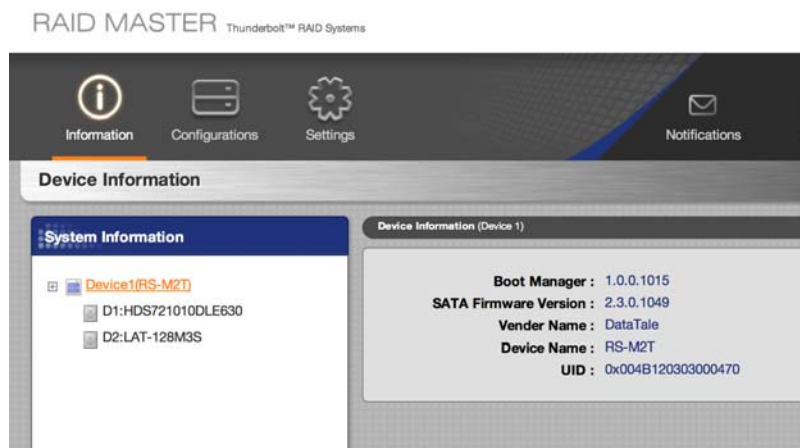 RAID MASTER Thunderbolt™ RAID Systems
Information Configurations Settings Notifications
Device Information
System Information
Device1(RS-M2T)
D1:HDS721010DLE630
D2:LAT-128M3S
Device Information (Device 1)
Boot Manager : 1.0.0.1015
SATA Firmware Version : 2.3.0.1049
Vender Name : DataTale
Device Name : RS-M2T
UID : 0x004B120303000470